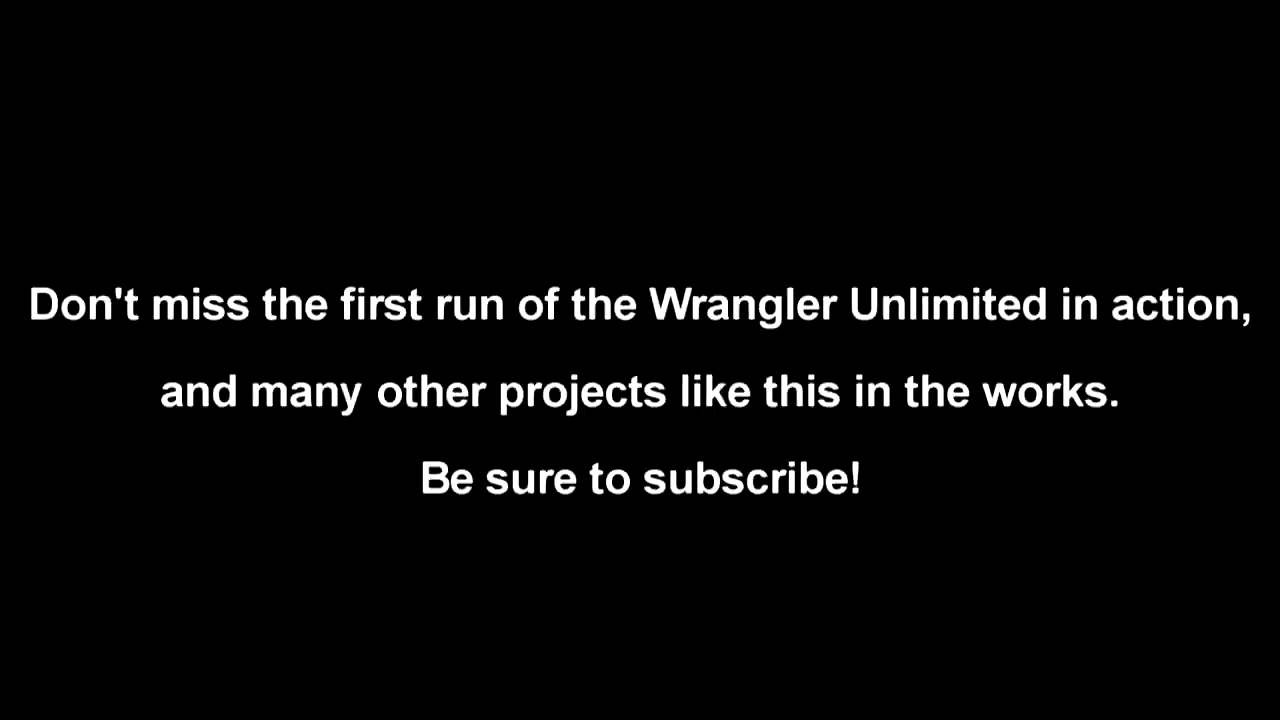 Don't miss the first run of the Wrangler Unlimited in action,
and many other projects like this in the works.
Be sure to subscribe!